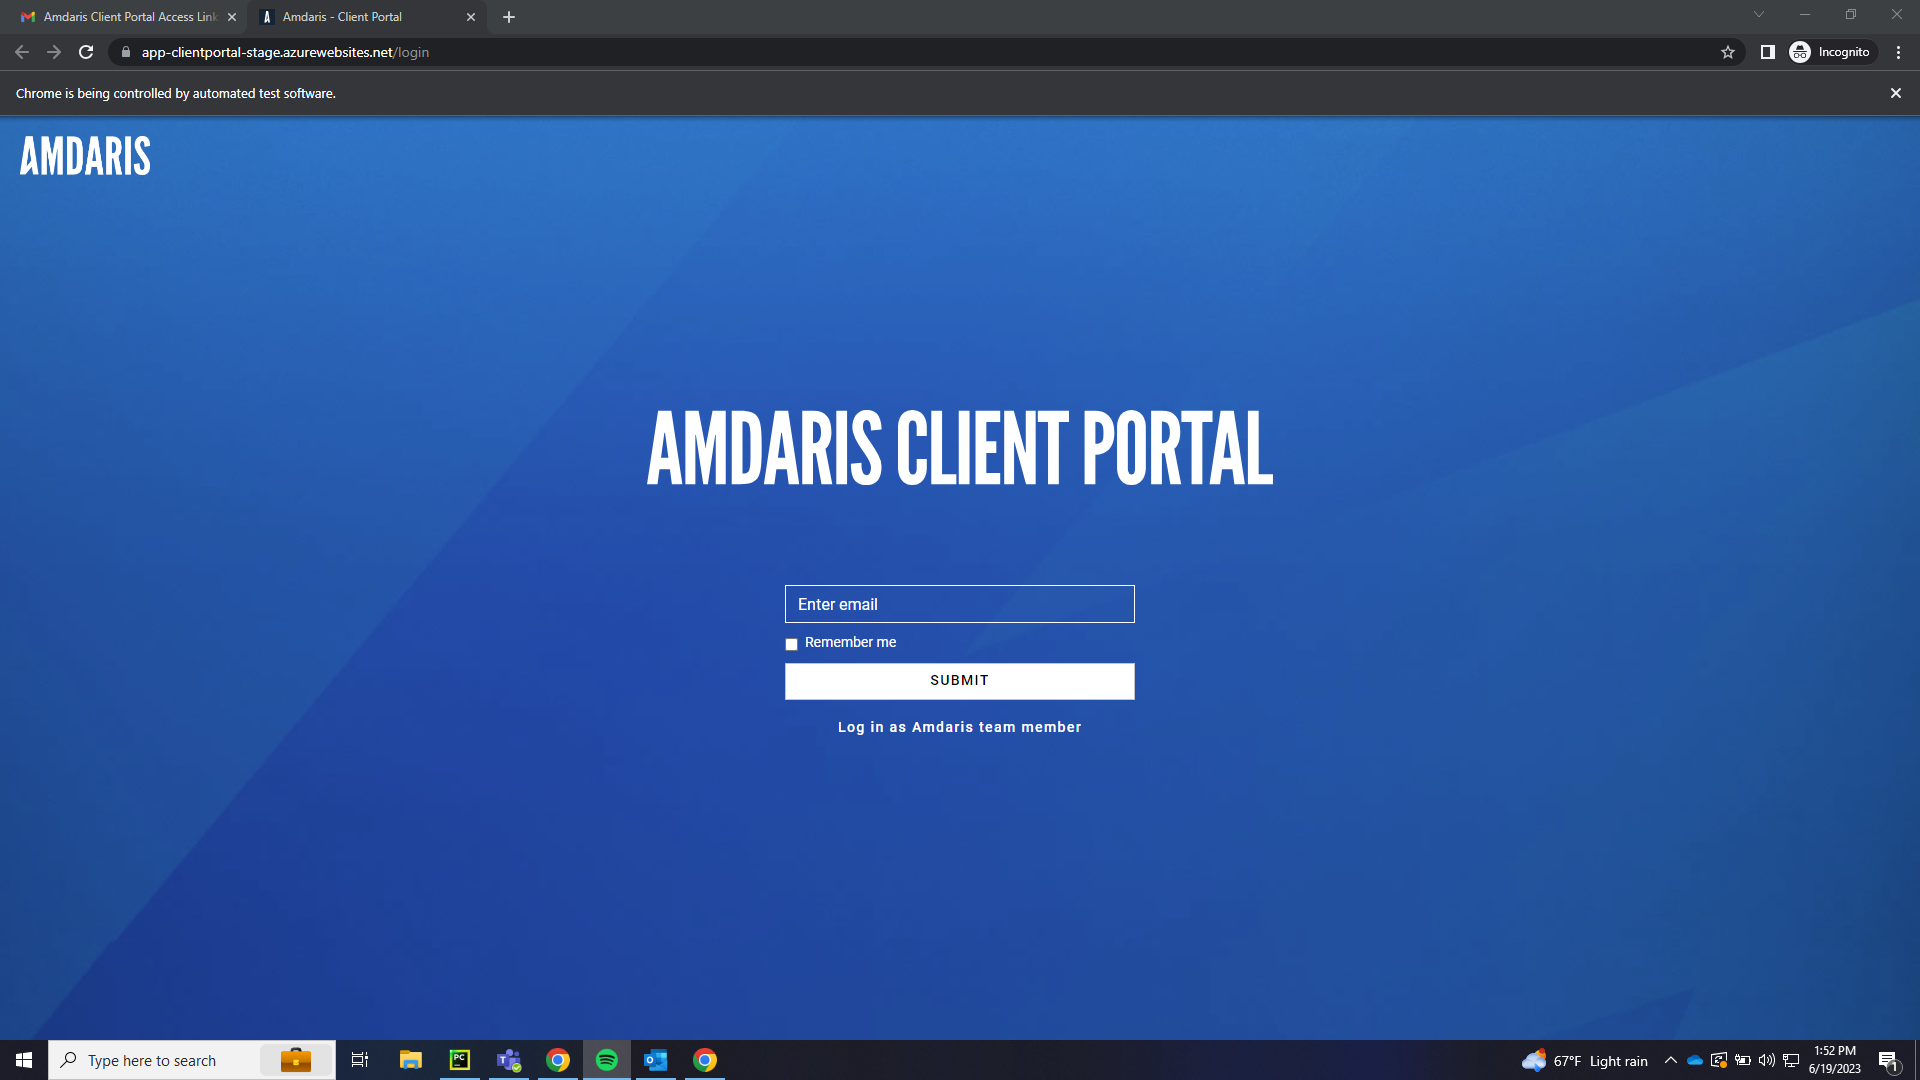 Amdaris Client Portal Access Link
Amdaris - Client Portal
app-clientportal-stage.azurewebsites.net/login
Incognito
Chrome is being controlled by automated test software.
AMDARIS
AMDARIS CLIENT PORTAL
Enter email
Remember me
SUBMIT
Log in as Amdaris team member
Type here to search
PC
T
o
67°F Light rain
1:52 PM
6/19/2023
1